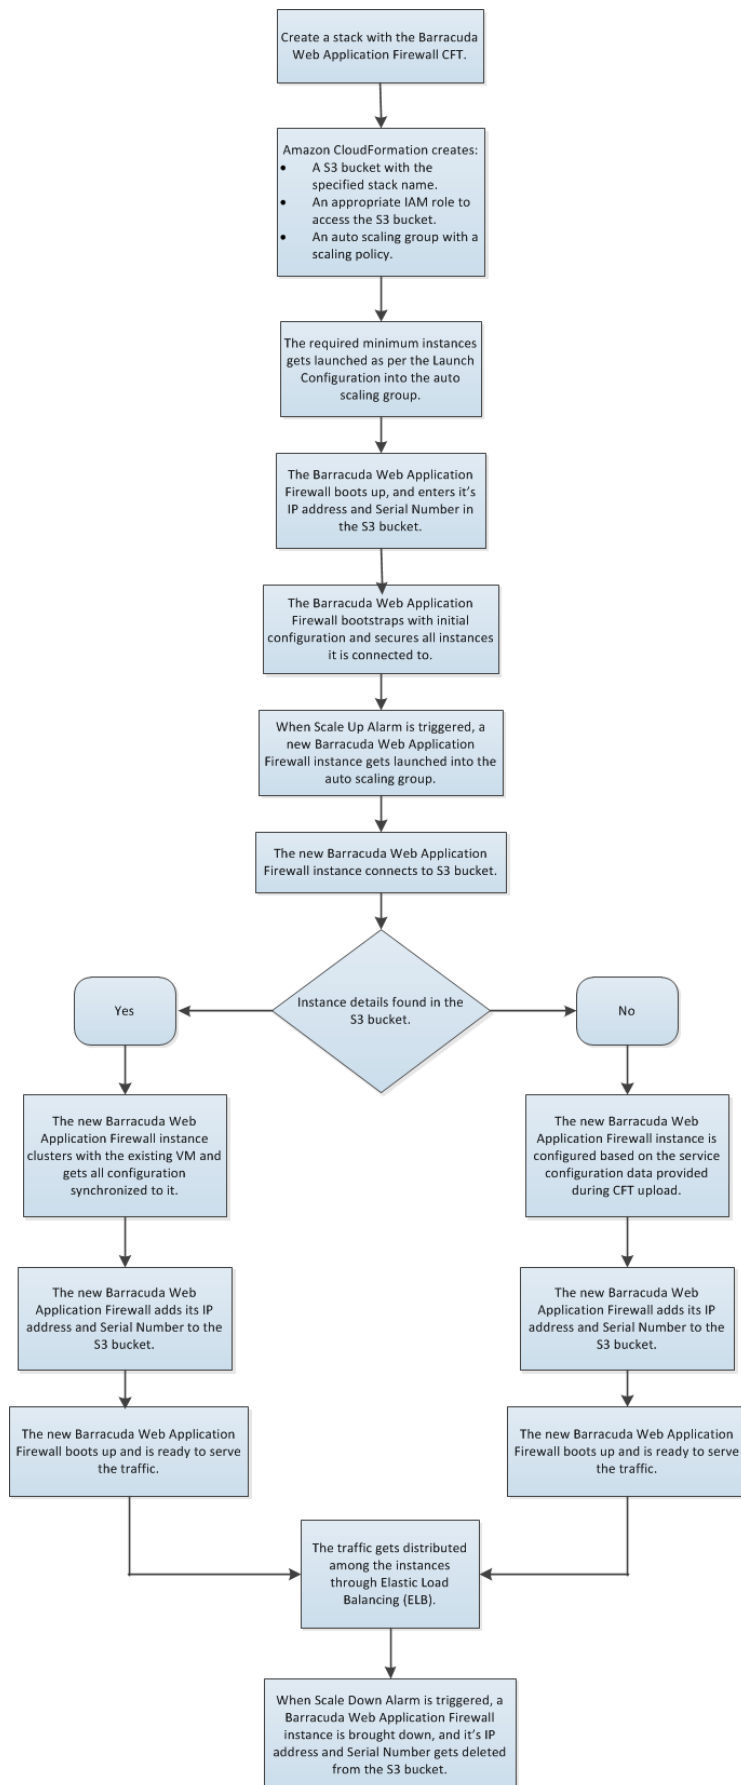 Create a stack with the Barracuda
Web Application Firewall CFT.
Amazon CloudFormation creates:
• A S3 bucket with the
specified stack name.
• An appropriate IAM role to
access the S3 bucket.
• An auto scaling group with a
scaling policy.
The required minimum instances
gets launched as per the Launch
Configuration into the auto
scaling group.
The Barracuda Web Application
Firewall boots up, and enters it's
IP address and Serial Number in
the S3 bucket.
The Barracuda Web Application
Firewall bootstraps with initial
configuration and secures all instances
it is connected to.
When Scale Up Alarm is triggered, a
new Barracuda Web Application
Firewall instance gets launched into the
auto scaling group.
The new Barracuda Web Application
Firewall instance connects to S3 bucket.
Instance details found in the
S3 bucket.
Yes
No
The new Barracuda Web
Application Firewall instance
clusters with the existing VM and
gets all configuration
synchronized to it.
The new Barracuda Web
Application Firewall instance is
configured based on the service
configuration data provided
during CFT upload.
The new Barracuda Web
Application Firewall adds its IP
address and Serial Number to the
S3 bucket.
The new Barracuda Web
Application Firewall adds its IP
address and Serial Number to the
S3 bucket.
The new Barracuda Web Application
Firewall boots up and is ready to serve
the traffic.
The new Barracuda Web Application
Firewall boots up and is ready to serve
the traffic.
The traffic gets distributed
among the instances
through Elastic Load
Balancing (ELB).
When Scale Down Alarm is triggered, a
Barracuda Web Application Firewall
instance is brought down, and it's IP
address and Serial Number gets deleted
from the S3 bucket.